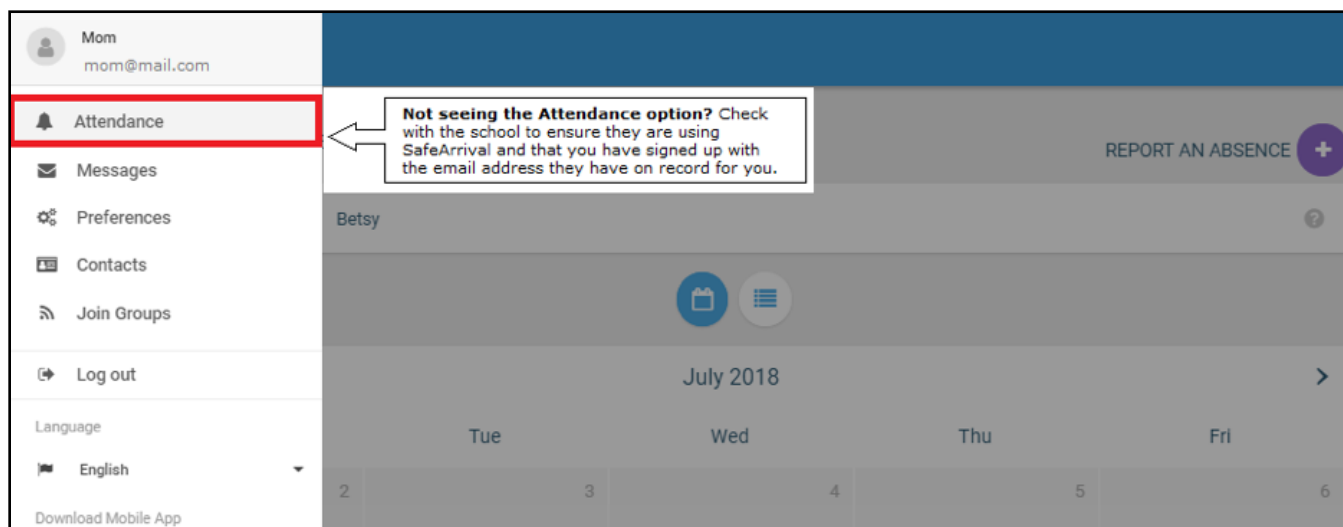 Mom
mom@mail.com
Attendance
Not seeing the Attendance option? Check
with the school to ensure they are using
SafeArrival and that you have signed up with
the email address they have on record for you.
REPORT AN ABSENCE
Messages
Preferences
Betsy
Contacts
Join Groups
Log out
July 2018
Language
Tue Wed Thu Fri
English
2 3 4 5 6
Download Mobile App